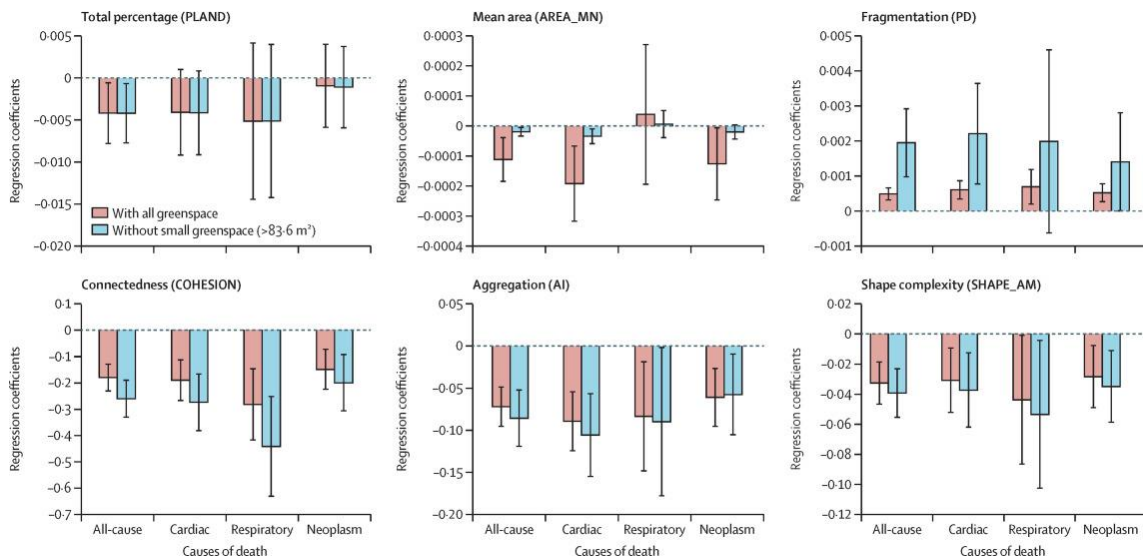 Total percentage (PLAND)
0·005
0
–0·005
–0·010
–0·015
–0·020
Regression coefficients
With all greenspace
Without small greenspace (>83·6 m²)
Mean area (AREA_MN)
0·0003
0·0002
0·0001
0
–0·0001
–0·0002
–0·0003
–0·0004
Regression coefficients
Fragmentation (PD)
0·005
0·004
0·003
0·002
0·001
0
–0·001
Regression coefficients
Connectedness (COHESION)
0·1
0
–0·1
–0·2
–0·3
–0·4
–0·5
–0·6
–0·7
Regression coefficients
All-cause Cardiac Respiratory Neoplasm
Causes of death
Aggregation (AI)
0·05
0
–0·05
–0·10
–0·15
–0·20
Regression coefficients
All-cause Cardiac Respiratory Neoplasm
Causes of death
Shape complexity (SHAPE_AM)
0·02
0
–0·02
–0·04
–0·06
–0·08
–0·10
–0·12
Regression coefficients
All-cause Cardiac Respiratory Neoplasm
Causes of death